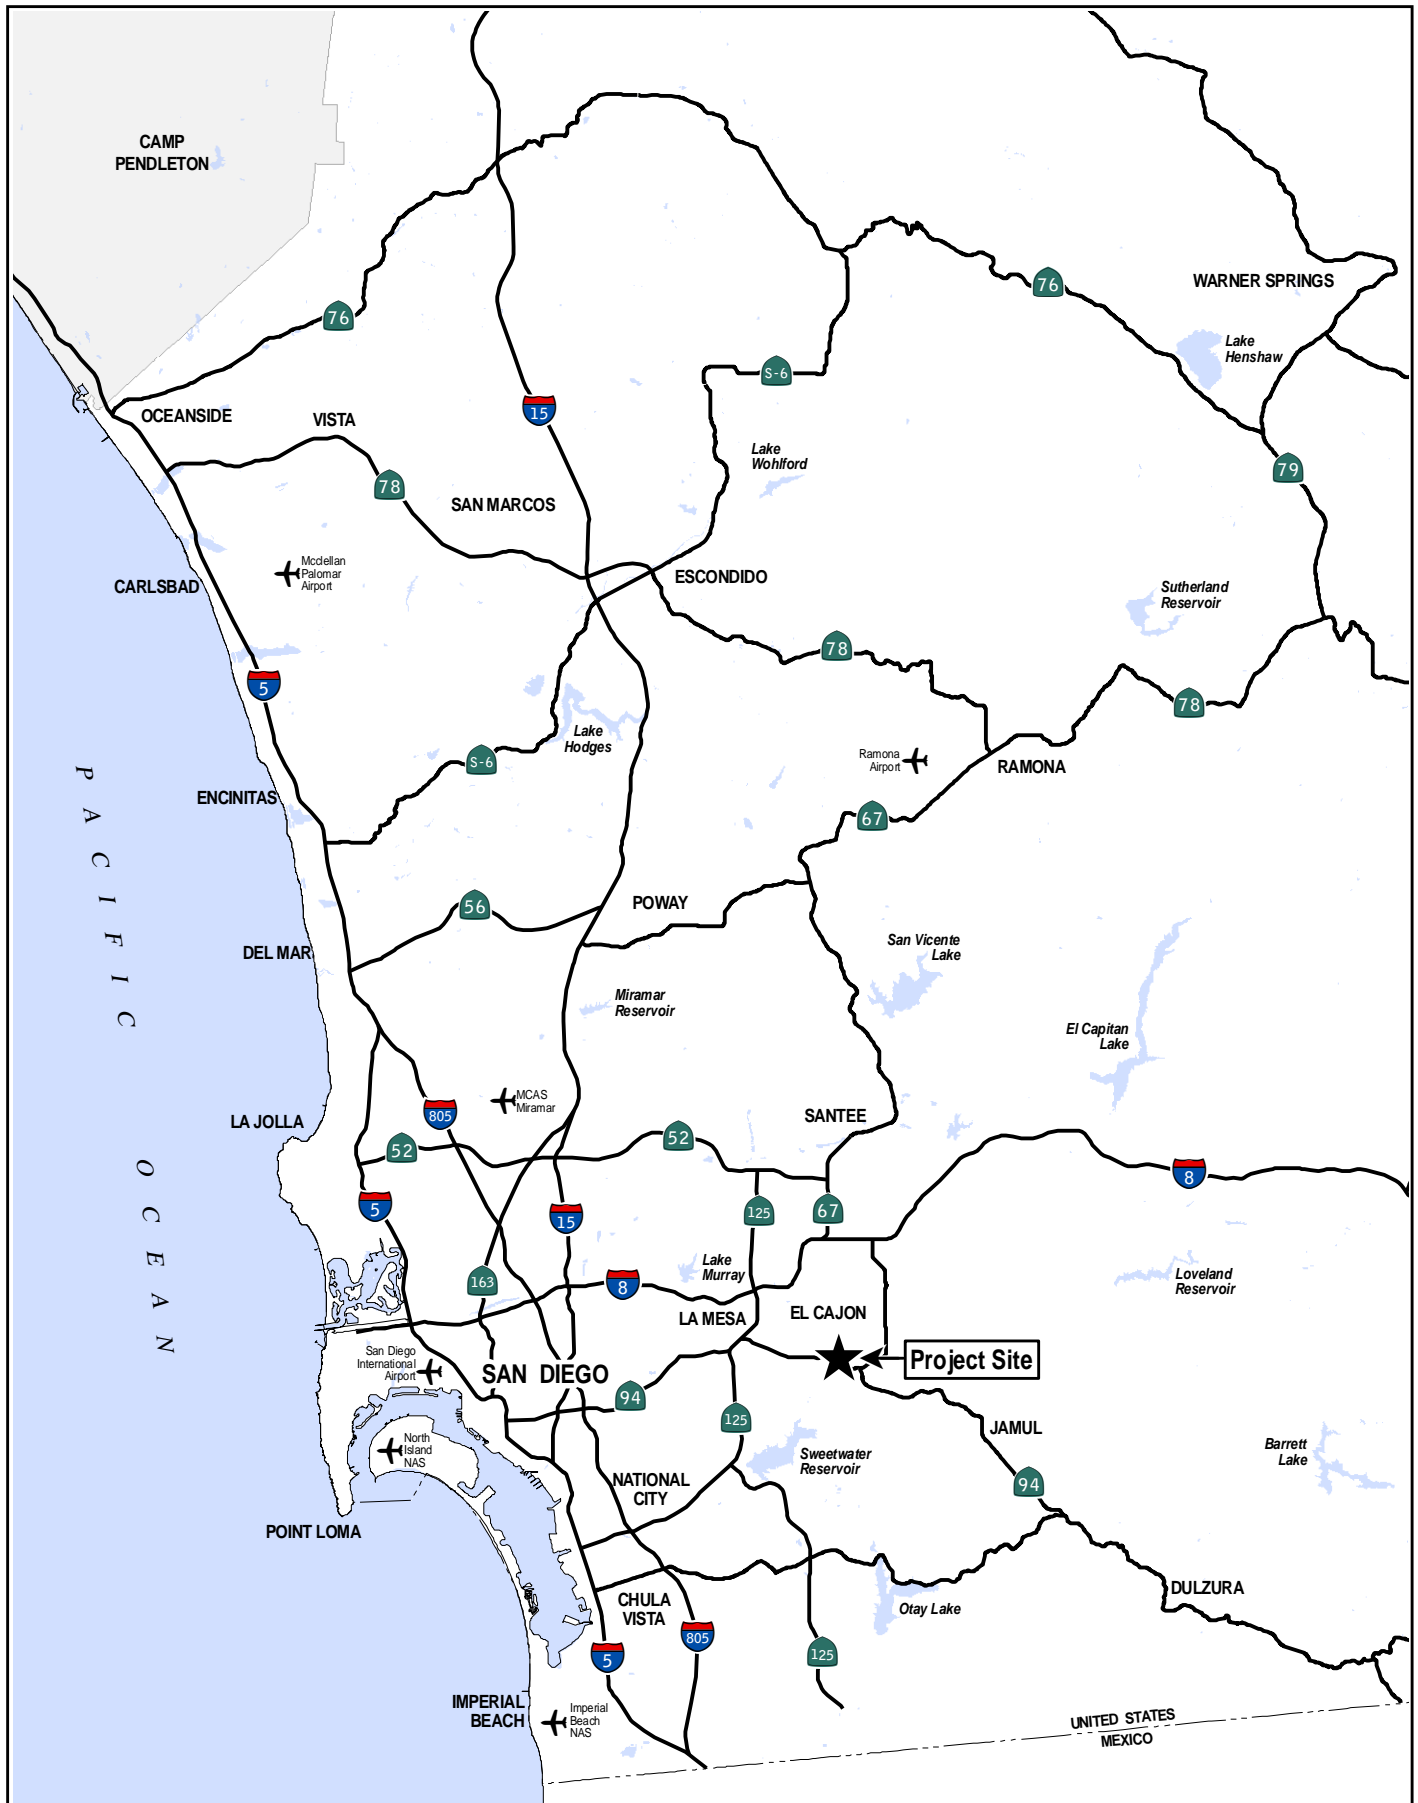 CAMP
PENDLETON
76
WARNER SPRINGS
76
Lake
Henshaw
S-6
15
OCEANSIDE
VISTA
Lake
Wohlford
79
78
SAN MARCOS
Mcclellan
Palomar
Airport
CARLSBAD
ESCONDIDO
Sutherland
Reservoir
78
5
78
Lake
Hodges
S-6
Ramona
Airport
RAMONA
PACIFIC
ENCINITAS
67
56
POWAY
DEL MAR
San Vicente
Lake
Miramar
Reservoir
El Capitan
Lake
MCAS
Miramar
805
LA JOLLA
SANTEE
52
52
OCEAN
8
5
15
125
67
Lake
Murray
163
8
Loveland
Reservoir
LA MESA
EL CAJON
San Diego
International
Airport
SAN DIEGO
Project Site
94
125
JAMUL
North
Island
NAS
Sweetwater
Reservoir
Barrett
Lake
NATIONAL
CITY
94
POINT LOMA
DULZURA
CHULA
VISTA
Otay Lake
805
5
125
IMPERIAL
BEACH
Imperial
Beach
NAS
UNITED STATES
MEXICO